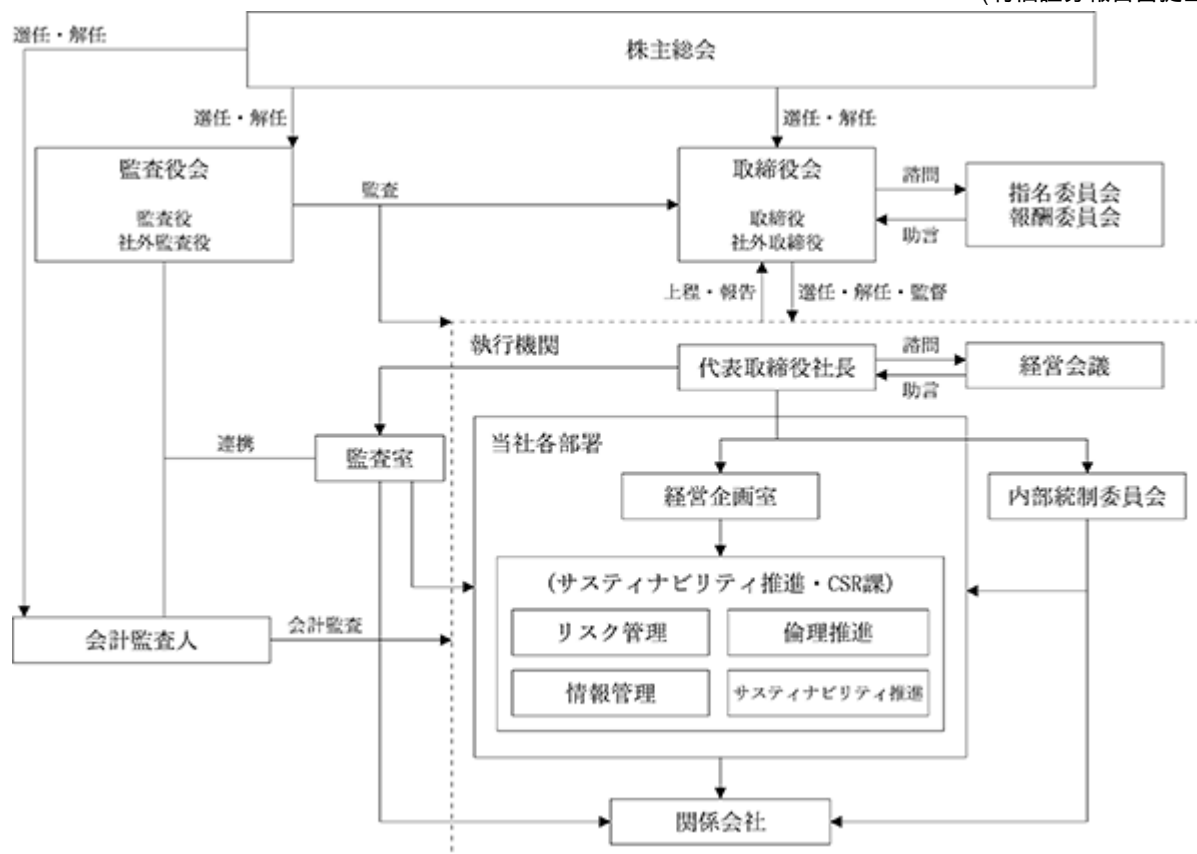 選任・解任
株主総会
選任・解任
選任・解任
監査役会
監査役
社外監査役
監査
取締役会
取締役
社外取締役
諮問
助言
指名委員会
報酬委員会
上程・報告
選任・解任・監督
執行機関
代表取締役社長
諮問
助言
経営会議
連携
監査室
当社各部署
経営企画室
内部統制委員会
(サスティナビリティ推進・CSR課)
リスク管理
倫理推進
情報管理
サスティナビリティ推進
会計監査人
会計監査
関係会社